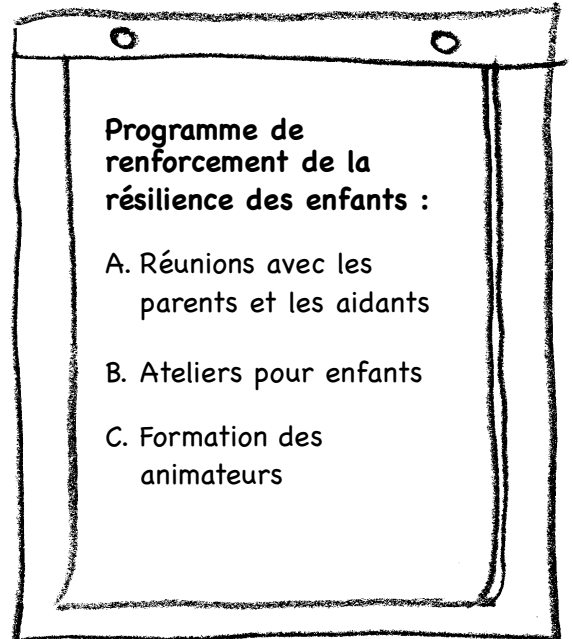 Programme de
renforcement de la
résilience des enfants :
A. Réunions avec les
parents et les aidants
B. Ateliers pour enfants
C. Formation des
animateurs